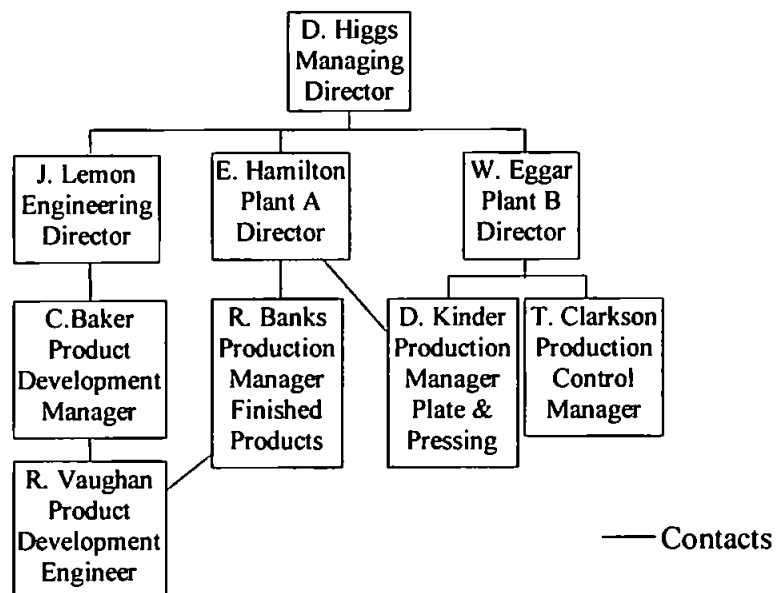 D. Higgs
Managing
Director
J. Lemon
Engineering
Director
E. Hamilton
Plant A
Director
W. Eggar
Plant B
Director
C.Baker
Product
Development
Manager
R. Banks
Production
Manager
Finished
Products
D. Kinder
Production
Manager
Plate &
Pressing
T. Clarkson
Production
Control
Manager
R. Vaughan
Product
Development
Engineer
Contacts